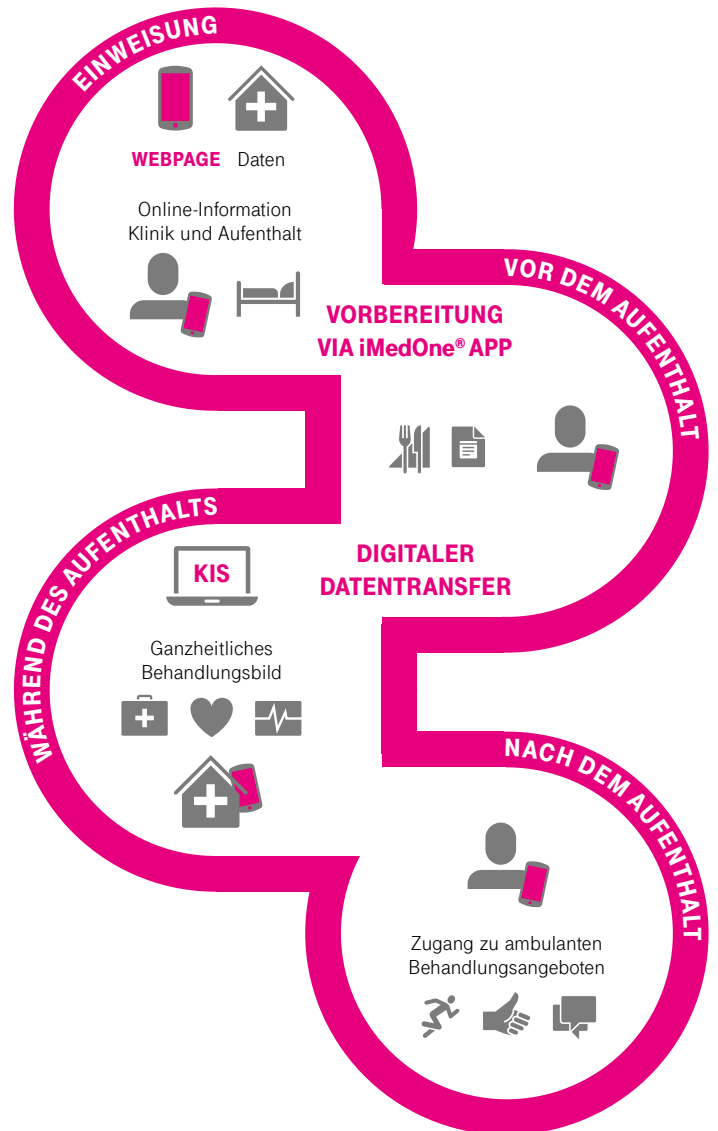 EINWEISUNG
WEBPAGE Daten
Online-Information
Klinik und Aufenthalt
VOR DEM AUFENTHALT
VORBEREITUNG
VIA iMedOne® APP
DIGITALER
DATENTRANSFER
WÄHREND DES AUFENTHALTS
KIS
Ganzheitliches
Behandlungsbild
NACH DEM AUFENTHALT
Zugang zu ambulanten
Behandlungsangeboten